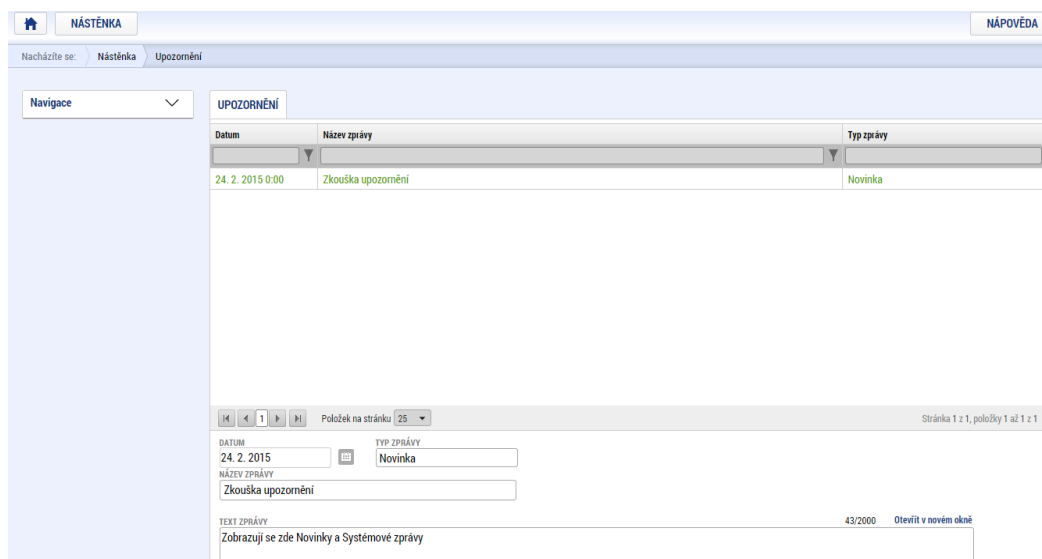 NÁSTĚNKA NÁPOVĚDA
Nacházíte se: Nástěnka Upozornění
Navigace
UPOZORNĚNÍ
Datum Název zprávy Typ zprávy
24. 2. 2015 0:00 Zkouška upozornění Novinka
1 Položek na stránku 25 Stránka 1 z 1, položky 1 až 1 z 1
DATUM TYP ZPRÁVY
24. 2. 2015 Novinka
NÁZEV ZPRÁVY
Zkouška upozornění
TEXT ZPRÁVY 43/2000 Otevřít v novém okně
Zobrazují se zde Novinky a Systémové zprávy